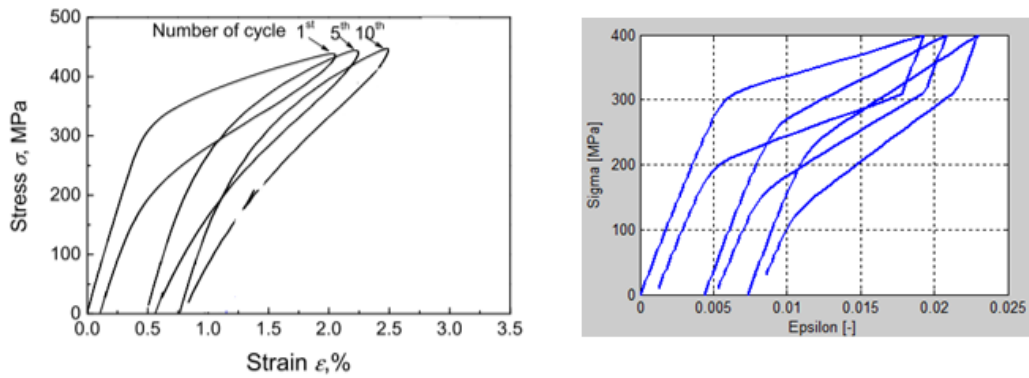 Number of cycle 1st 5th 10th
Stress σ, MPa
500
400
300
200
100
0
0.0 0.5 1.0 1.5 2.0 2.5 3.0 3.5
Strain ε,%
Sigma [MPa]
400
300
200
100
0
0 0.005 0.01 0.015 0.02 0.025
Epsilon [-]